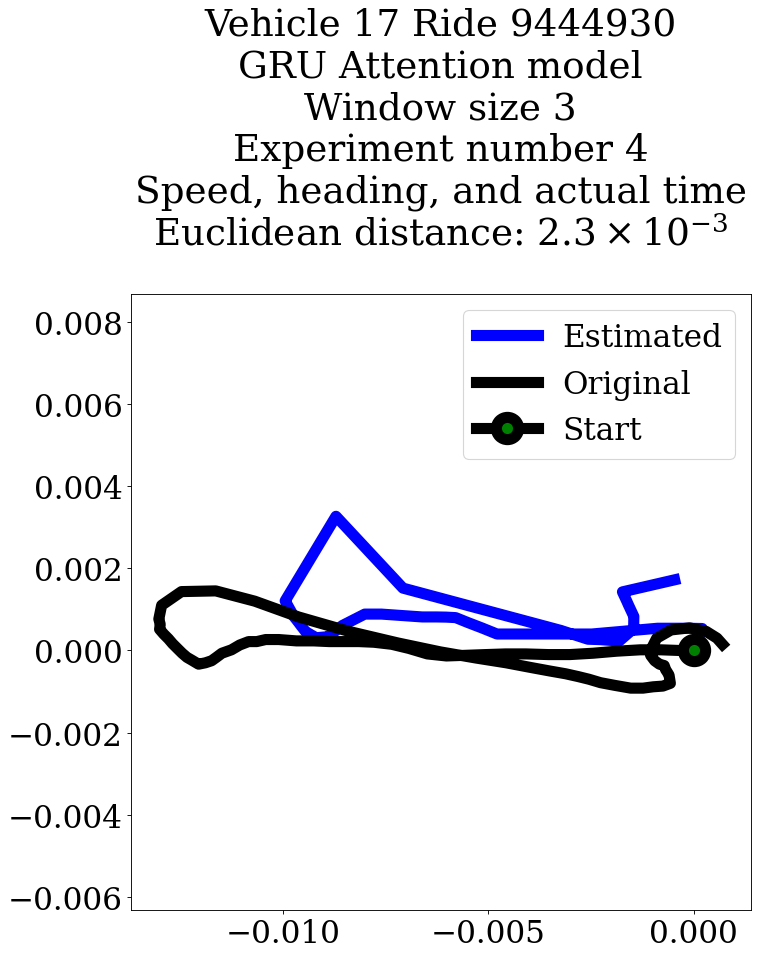 Vehicle 17 Ride 9444930
GRU Attention model
Window size 3
Experiment number 4
Speed, heading, and actual time
Euclidean distance: 2.3 × 10⁻³
Estimated
Original
Start
0.008
0.006
0.004
0.002
0.000
−0.002
−0.004
−0.006
−0.010
−0.005
0.000